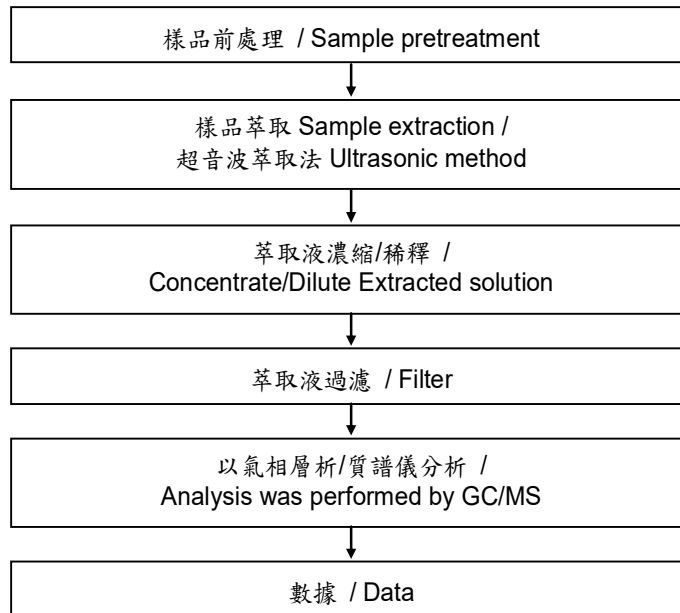 樣品前處理 / Sample pretreatment
樣品萃取 Sample extraction /
超音波萃取法 Ultrasonic method
萃取液濃縮/稀釋 /
Concentrate/Dilute Extracted solution
萃取液過濾 / Filter
以氣相層析/質譜儀分析 /
Analysis was performed by GC/MS
數據 / Data